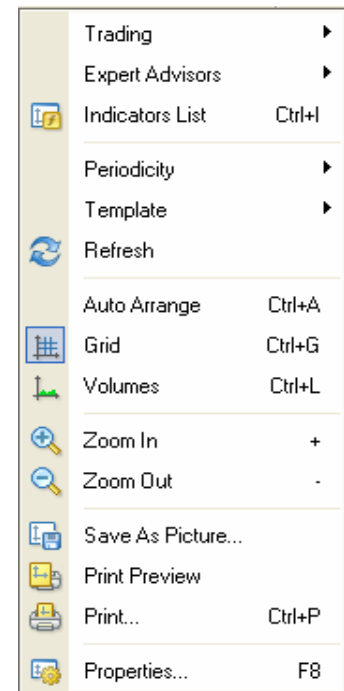 Trading
Expert Advisors
Indicators List Ctrl+I
Periodicity
Template
Refresh
Auto Arrange Ctrl+A
Grid Ctrl+G
Volumes Ctrl+L
Zoom In +
Zoom Out -
Save As Picture...
Print Preview
Print... Ctrl+P
Properties... F8